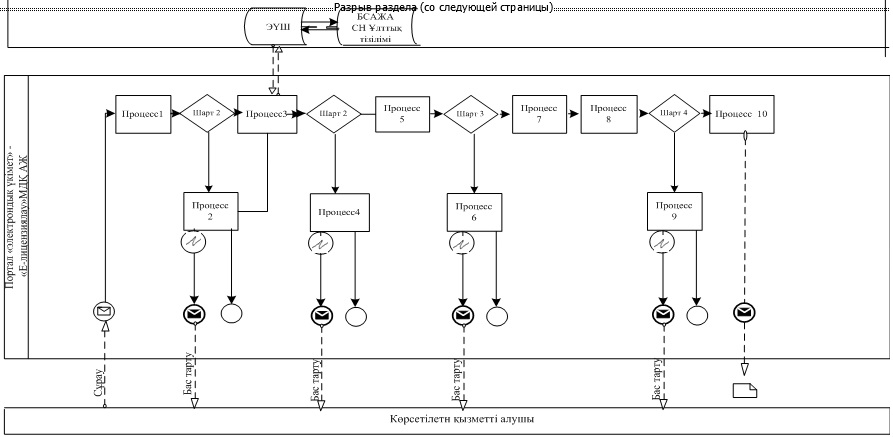 Разрыв раздела (со следующей страницы)
ЭҮШ
БСАЖА
СН Ұлттық
тізілімі
Портал «электрондық үкімет» -
«Е-лицензиялау»МДҚ АЖ
Процесс1
Шарт 2
Процесс3
Шарт 2
Процесс
5
Шарт 3
Процесс
7
Процесс
8
Шарт 4
Процесс 10
Процесс
2
Процесс4
Процесс
6
Процесс
9
Сұрау
Бас тарту
Бас тарту
Бас тарту
Бас тарту
Көрсетілетн қызметті алушы